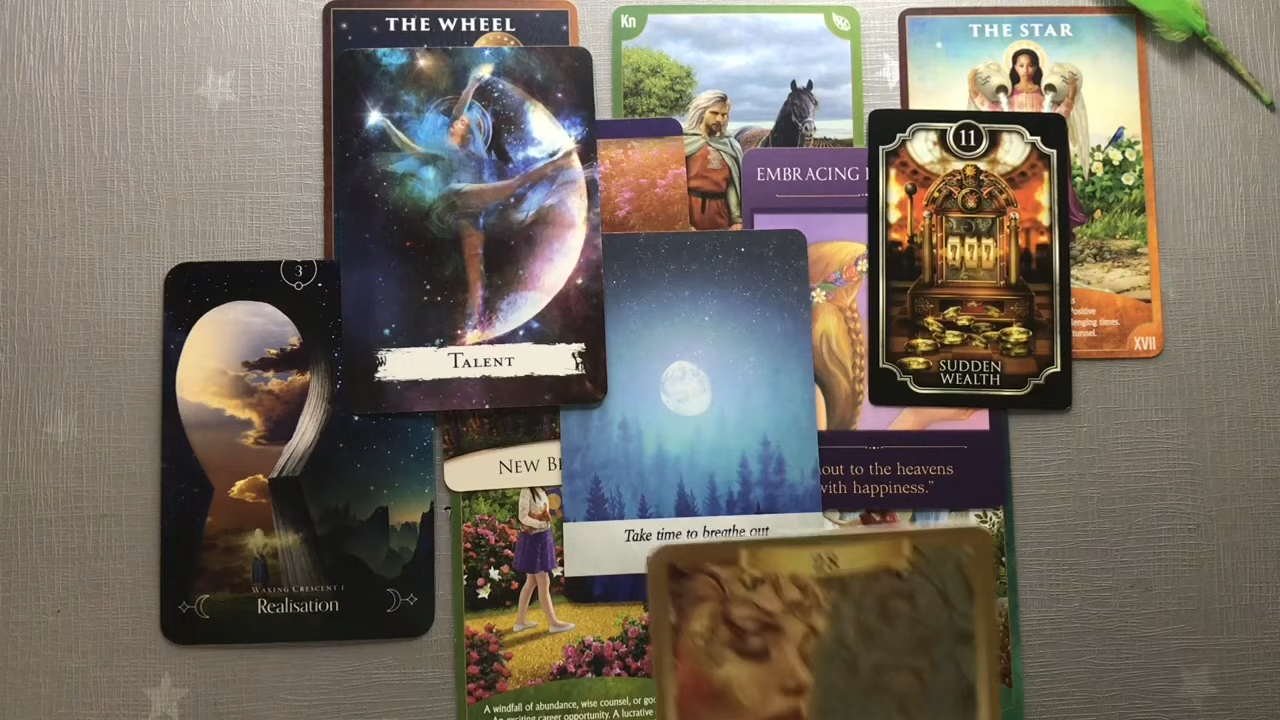 THE WHEEL
Kn
THE STAR
11
EMBRACING
777
3
TALENT
SUDDEN
WEALTH
Positive
tunnel.
XVII
NEW
out to the heavens
with happiness."
Take time to breathe out
WAXING CRESCENT 1
Realisation
A windfall of abundance, wise counsel, or
An exciting career opportunity. A lucrative